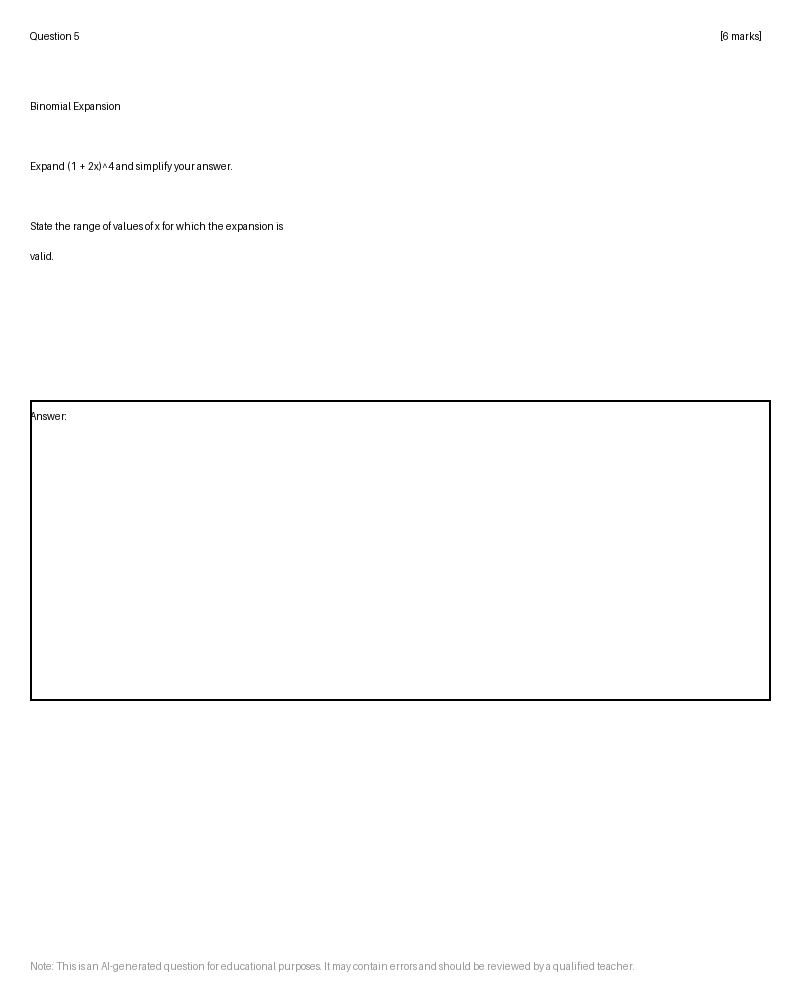 Question 5 [6 marks]
Binomial Expansion
Expand (1 + 2x)^4 and simplify your answer.
State the range of values of x for which the expansion is
valid.
Answer:
Note: This is an AI-generated question for educational purposes. It may contain errors and should be reviewed by a qualified teacher.